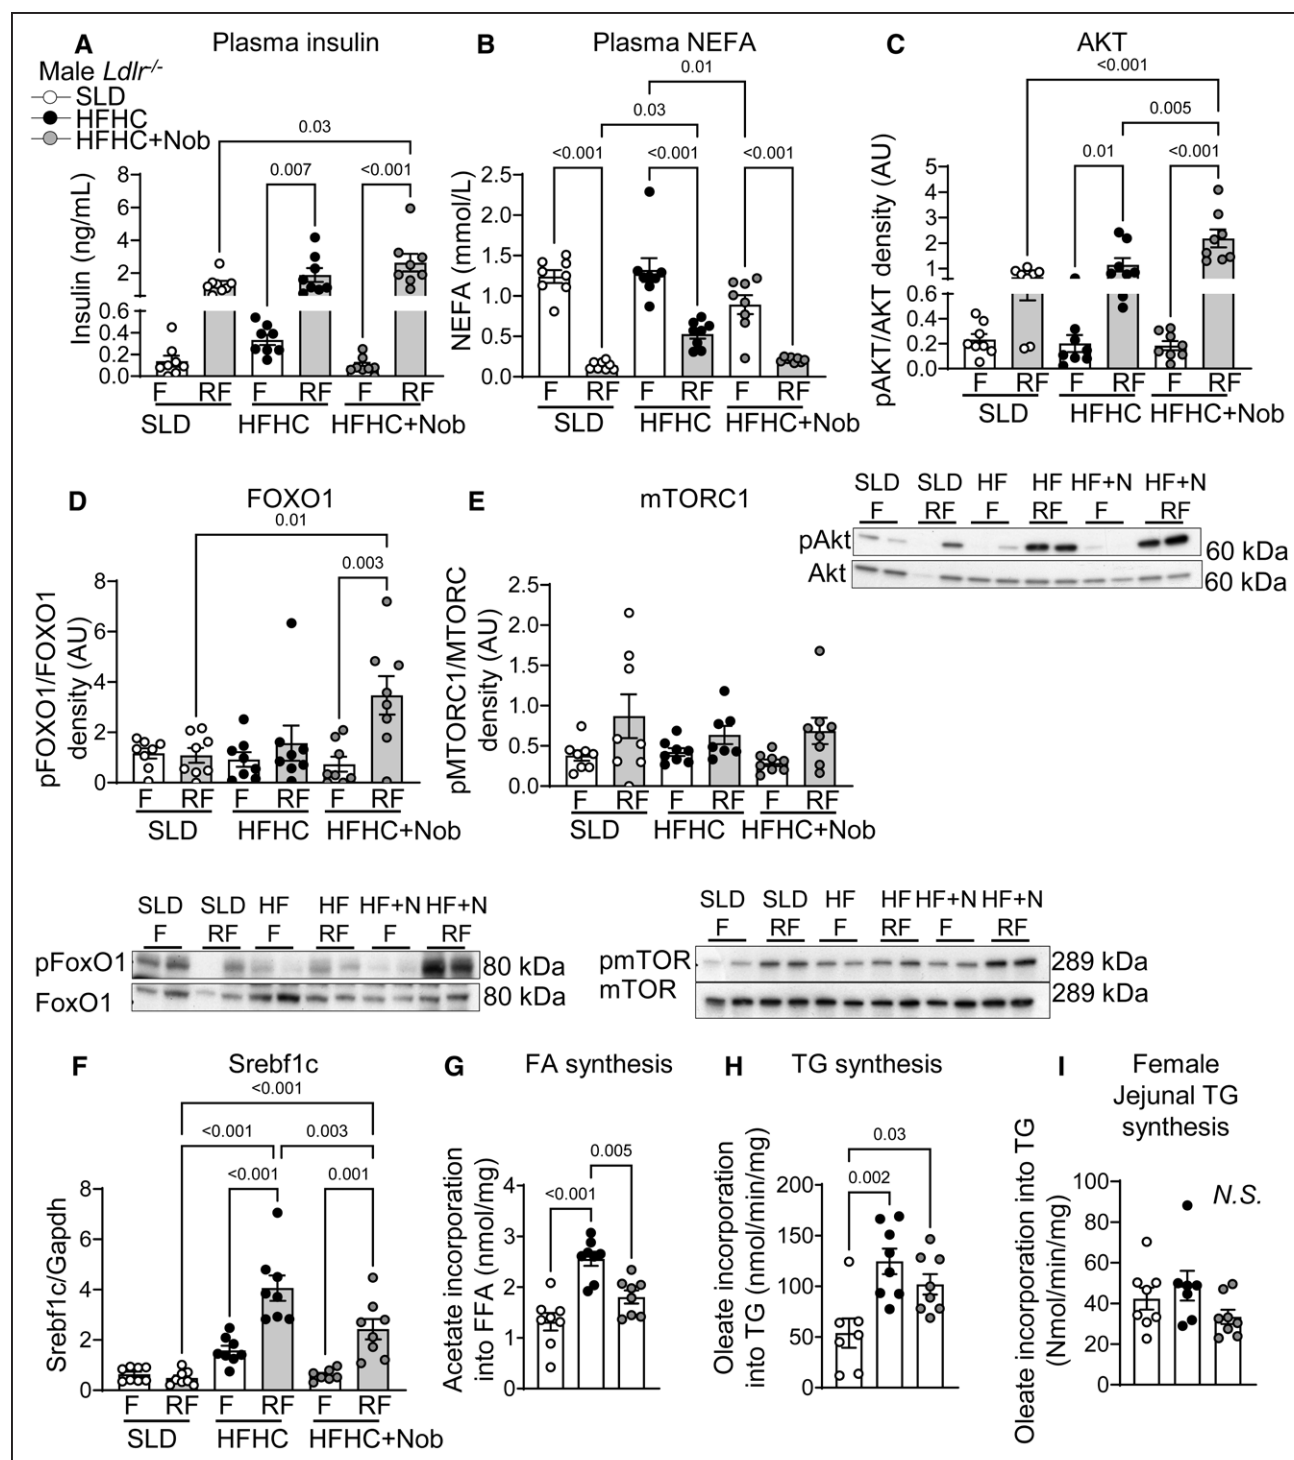 A Plasma insulin
Male Ldlr-/-
SLD
HFHC
HFHC+Nob
0.03
0.007
<0.001
Insulin (ng/mL)
8
6
4
2
0.6
0.4
0.2
0.0
F RF F RF F RF
SLD HFHC HFHC+Nob
B Plasma NEFA
0.01
0.03
<0.001 <0.001 <0.001
NEFA (mmol/L)
2.5
2.0
1.5
1.0
0.5
0.0
F RF F RF F RF
SLD HFHC HFHC+Nob
C AKT
<0.001
0.005
0.01 <0.001
pAKT/AKT density (AU)
5
4
3
2
1
0.6
0.4
0.2
0.0
F RF F RF F RF
SLD HFHC HFHC+Nob
SLD SLD HF HF HF+N HF+N
F RF F RF F RF
pAkt 60 kDa
Akt 60 kDa
D FOXO1
0.01
0.003
pFOXO1/FOXO1
density (AU)
8
6
4
2
0
F RF F RF F RF
SLD HFHC HFHC+Nob
E mTORC1
pMTORC1/MTORC
density (AU)
2.5
2.0
1.5
1.0
0.5
0.0
F RF F RF F RF
SLD HFHC HFHC+Nob
SLD SLD HF HF HF+N HF+N
F RF F RF F RF
pFoxO1 80 kDa
FoxO1 80 kDa
SLD SLD HF HF HF+N HF+N
F RF F RF F RF
pmTOR 289 kDa
mTOR 289 kDa
F Srebf1c
<0.001
<0.001 0.003
<0.001 0.001
Srebf1c/Gapdh
8
6
4
2
0
F RF F RF F RF
SLD HFHC HFHC+Nob
G FA synthesis
0.005
<0.001
Acetate incorporation
into FFA (nmol/mg)
4
3
2
1
0
H TG synthesis
0.03
0.002
Oleate incorporation
into TG (nmol/min/mg)
200
150
100
50
0
I Female
Jejunal TG
synthesis
N.S.
Oleate incorporation into TG
(Nmol/min/mg)
100
80
60
40
20
0